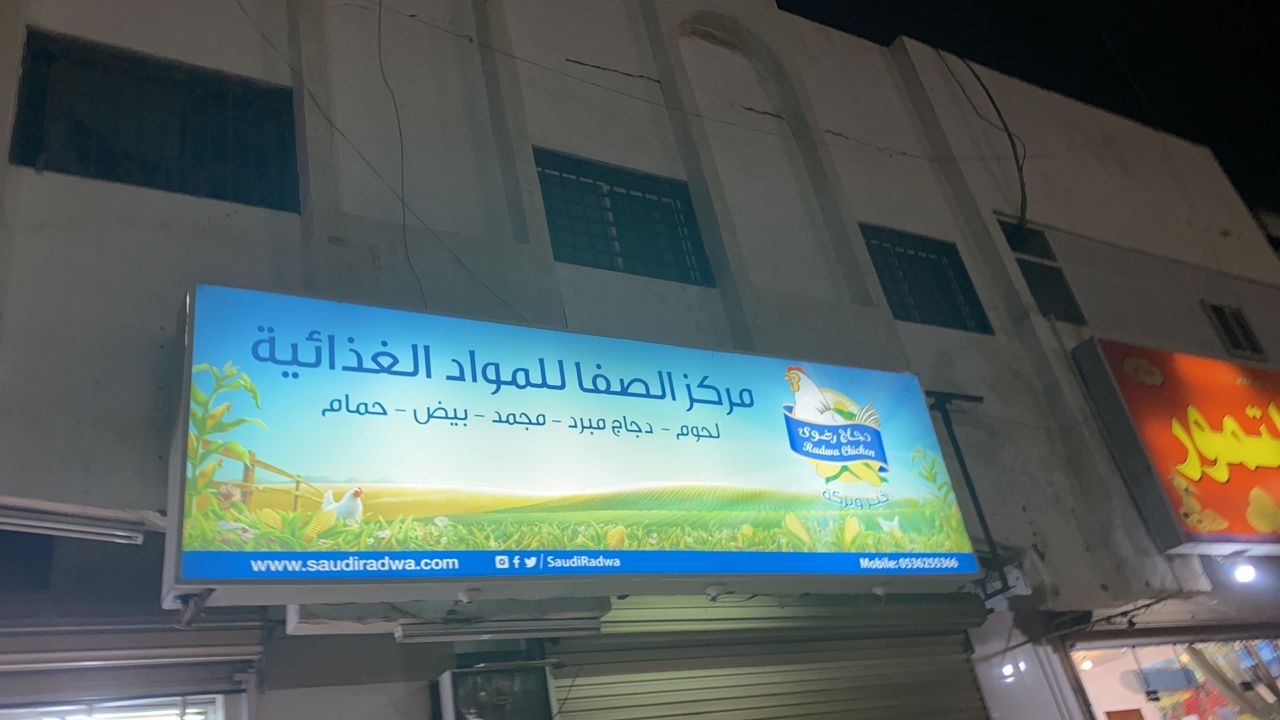 مركز الصفا للمواد الغذائية
لحوم - دجاج مبرد - مجمد - بيض - حمام
دجاج رضوى
Radwa Chicken
خير وبركة
www.saudiradwa.com
SaudiRadwa
Mobile: 0536255366
لتمور